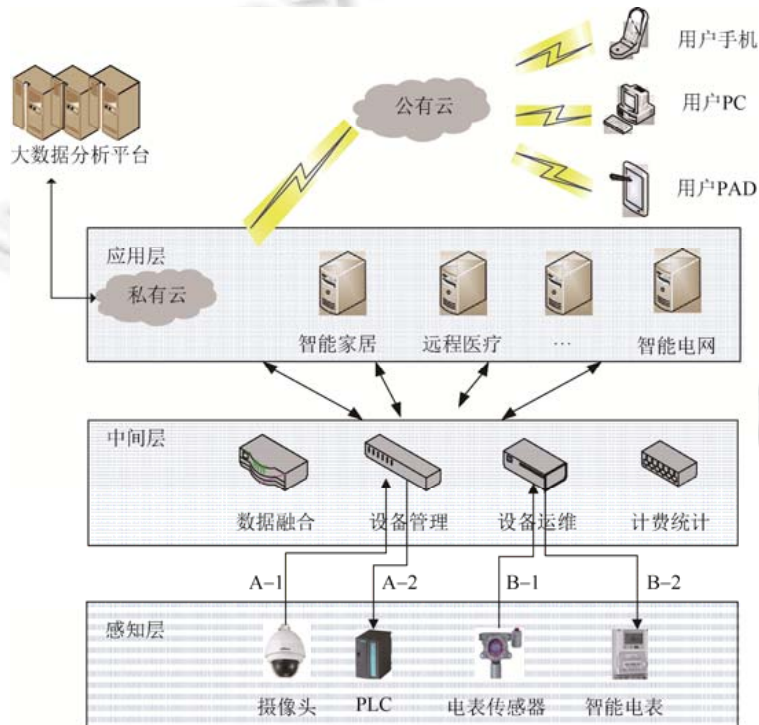 用户手机
公有云
用户PC
大数据分析平台
用户PAD
应用层
私有云
智能家居
远程医疗
…
智能电网
中间层
数据融合
设备管理
设备运维
计费统计
A-1
A-2
B-1
B-2
感知层
摄像头
PLC
电表传感器
智能电表